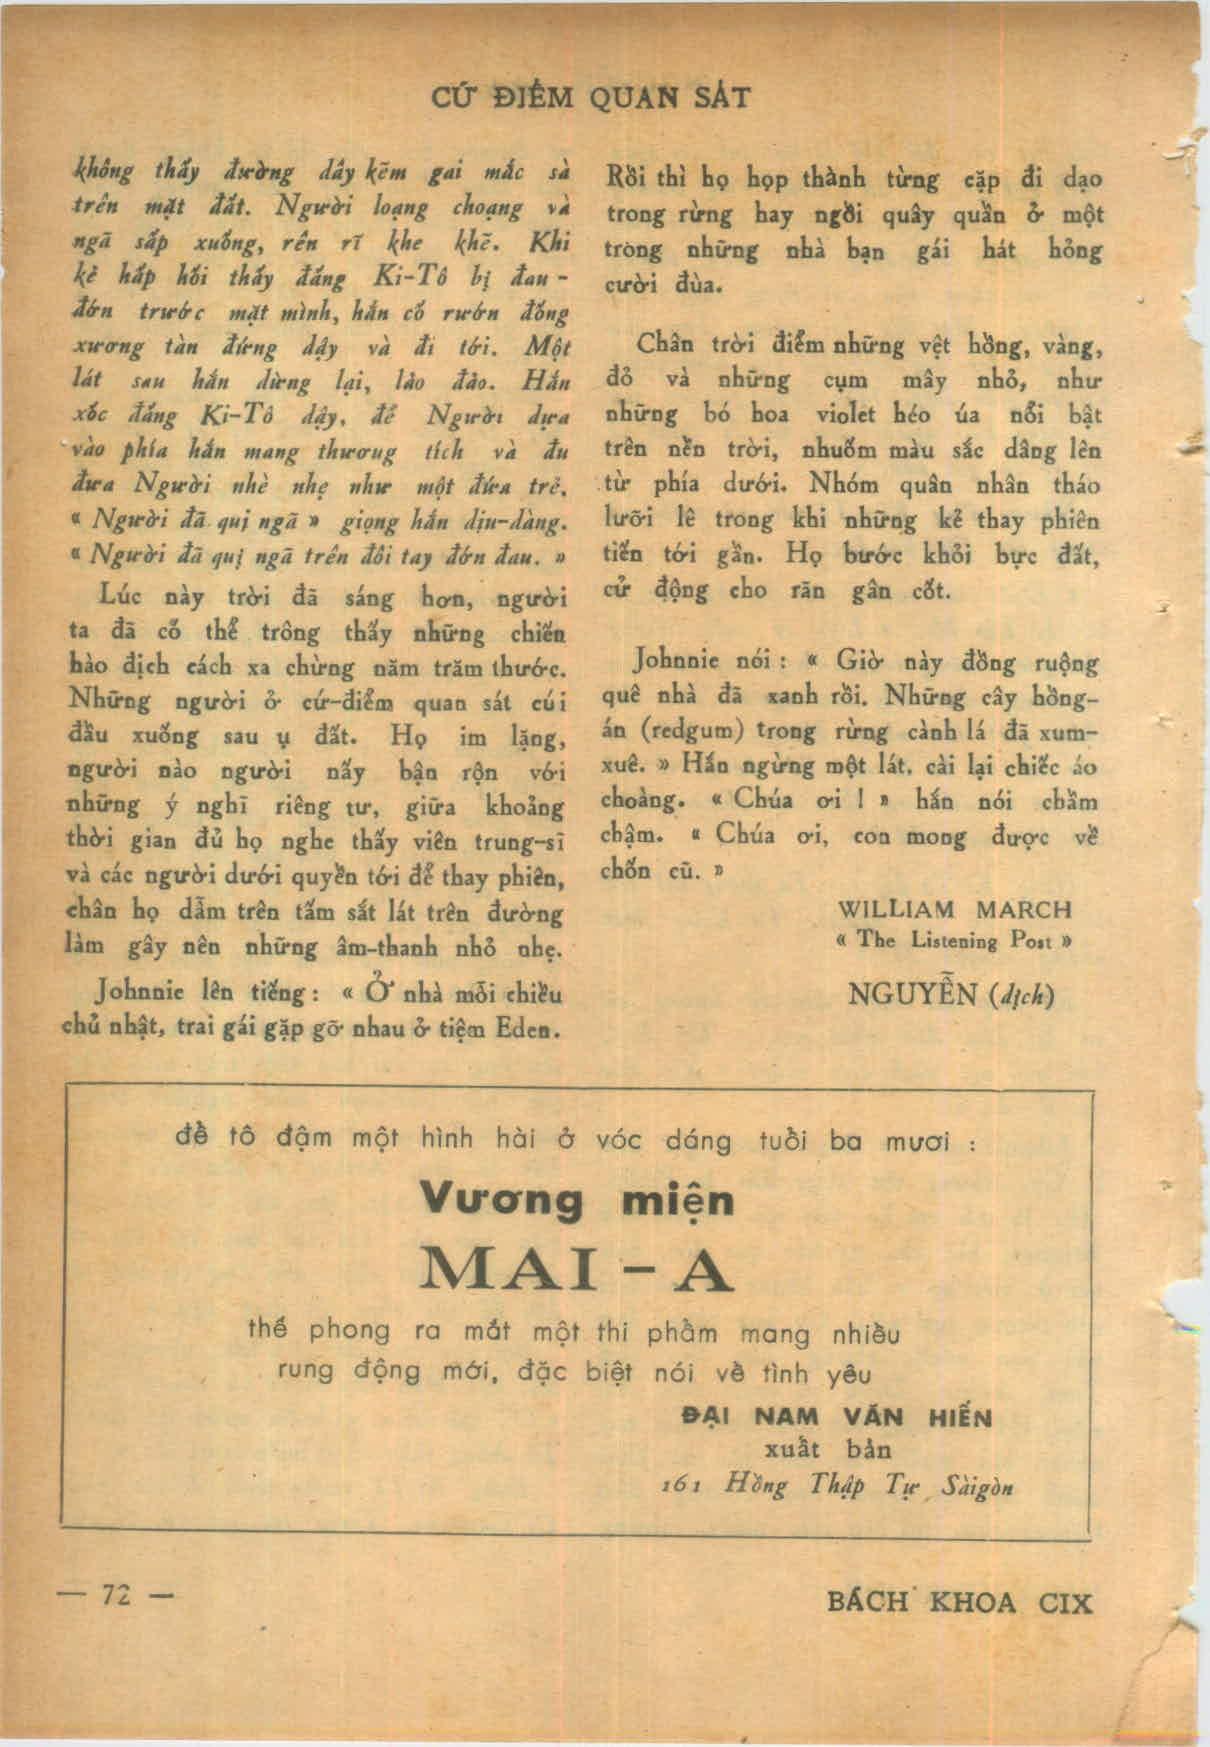 CỨ ĐIỂM QUAN SÁT
không thấy đường dây kẽm gai mắc sà
trên mặt đất. Người loạng choạng và
ngã sấp xuống, rên rĩ khe khẽ. Khi
kẻ hấp hối thấy đấng Ki-Tô bị đau -
đớn trước mặt mình, hắn cố rướn đống
xương tàn đứng dậy và đi tới. Một
lát sau hắn dừng lại, lảo đảo. Hắn
xốc đấng Ki-Tô dậy, để Người dựa
vào phía hắn mang thương tích và đu
đưa Người nhè nhẹ như một đứa trẻ.
« Người đã quị ngã » giọng hắn dịu-dàng.
« Người đã quị ngã trên đôi tay đớn đau. »
Lúc này trời đã sáng hơn, người
ta đã cố thể trông thấy những chiến
hào địch cách xa chừng năm trăm thước.
Những người ở cứ-điểm quan sát cúi
đầu xuống sau ụ đất. Họ im lặng,
người nào người nấy bận rộn với
những ý nghĩ riêng tư, giữa khoảng
thời gian đủ họ nghe thấy viên trung-sĩ
và các người dưới quyền tới để thay phiên,
chân họ dẫm trên tấm sắt lát trên đường
làm gây nên những âm-thanh nhỏ nhẹ.
Johnnie lên tiếng : « Ở nhà mỗi chiều
chủ nhật, trai gái gặp gỡ nhau ở tiệm Eden.
Rồi thì họ họp thành từng cặp đi dạo
trong rừng hay ngồi quây quần ở một
trong những nhà bạn gái hát hỏng
cười đùa.
Chân trời điểm những vệt hồng, vàng,
đỏ và những cụm mây nhỏ, như
những bó hoa violet héo úa nổi bật
trên nền trời, nhuốm màu sắc dâng lên
từ phía dưới. Nhóm quân nhân tháo
lưỡi lê trong khi những kẻ thay phiên
tiến tới gần. Họ bước khỏi bực đất,
cử động cho rãn gân cốt.
Johnnie nói : « Giờ này đồng ruộng
quê nhà đã xanh rồi. Những cây hồng-
án (redgum) trong rừng cành lá đã xum-
xuê. » Hắn ngừng một lát. cài lại chiếc áo
choàng. « Chúa ơi ! » hắn nói chầm
chậm. « Chúa ơi, con mong được về
chốn cũ. »
WILLIAM MARCH
« The Listening Post »
NGUYỄN (dịch)
để tô đậm một hình hài ở vóc dáng tuổi ba mươi :
Vương miện
MAI - A
thế phong ra mắt một thi phẩm mang nhiều
rung động mới, đặc biệt nói về tình yêu
ĐẠI NAM VĂN HIẾN
xuất bản
161 Hồng Thập Tự Sàigòn
— 72 —
BÁCH KHOA CIX